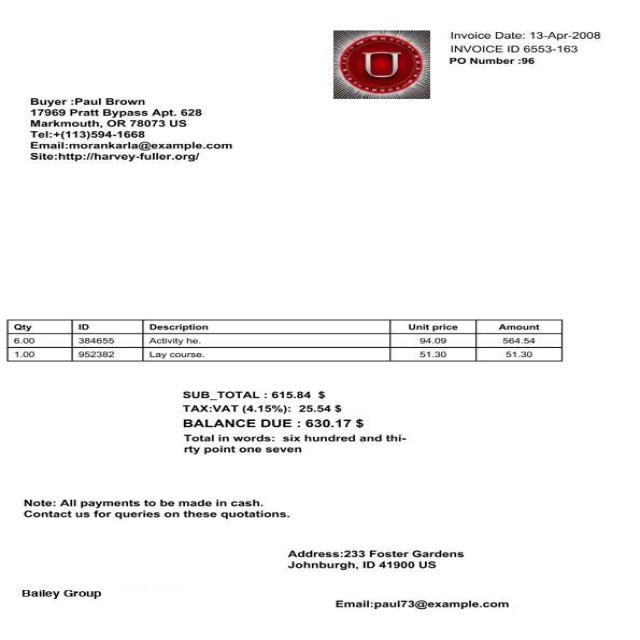 Invoice Date: 13-Apr-2008
INVOICE ID 6553-163
PO Number :96
U
Buyer :Paul Brown
17969 Pratt Bypass Apt. 628
Markmouth, OR 78073 US
Tel:+(113)594-1668
Email:morankarla@example.com
Site:http://harvey-fuller.org/
Qty ID Description Unit price Amount
6.00 384655 Activity he. 94.09 564.54
1.00 952382 Lay course. 51.30 51.30
SUB_TOTAL : 615.84 $
TAX:VAT (4.15%): 25.54 $
BALANCE DUE : 630.17 $
Total in words: six hundred and thi-
rty point one seven
Note: All payments to be made in cash.
Contact us for queries on these quotations.
Address:233 Foster Gardens
Johnburgh, ID 41900 US
Bailey Group
Email:paul73@example.com